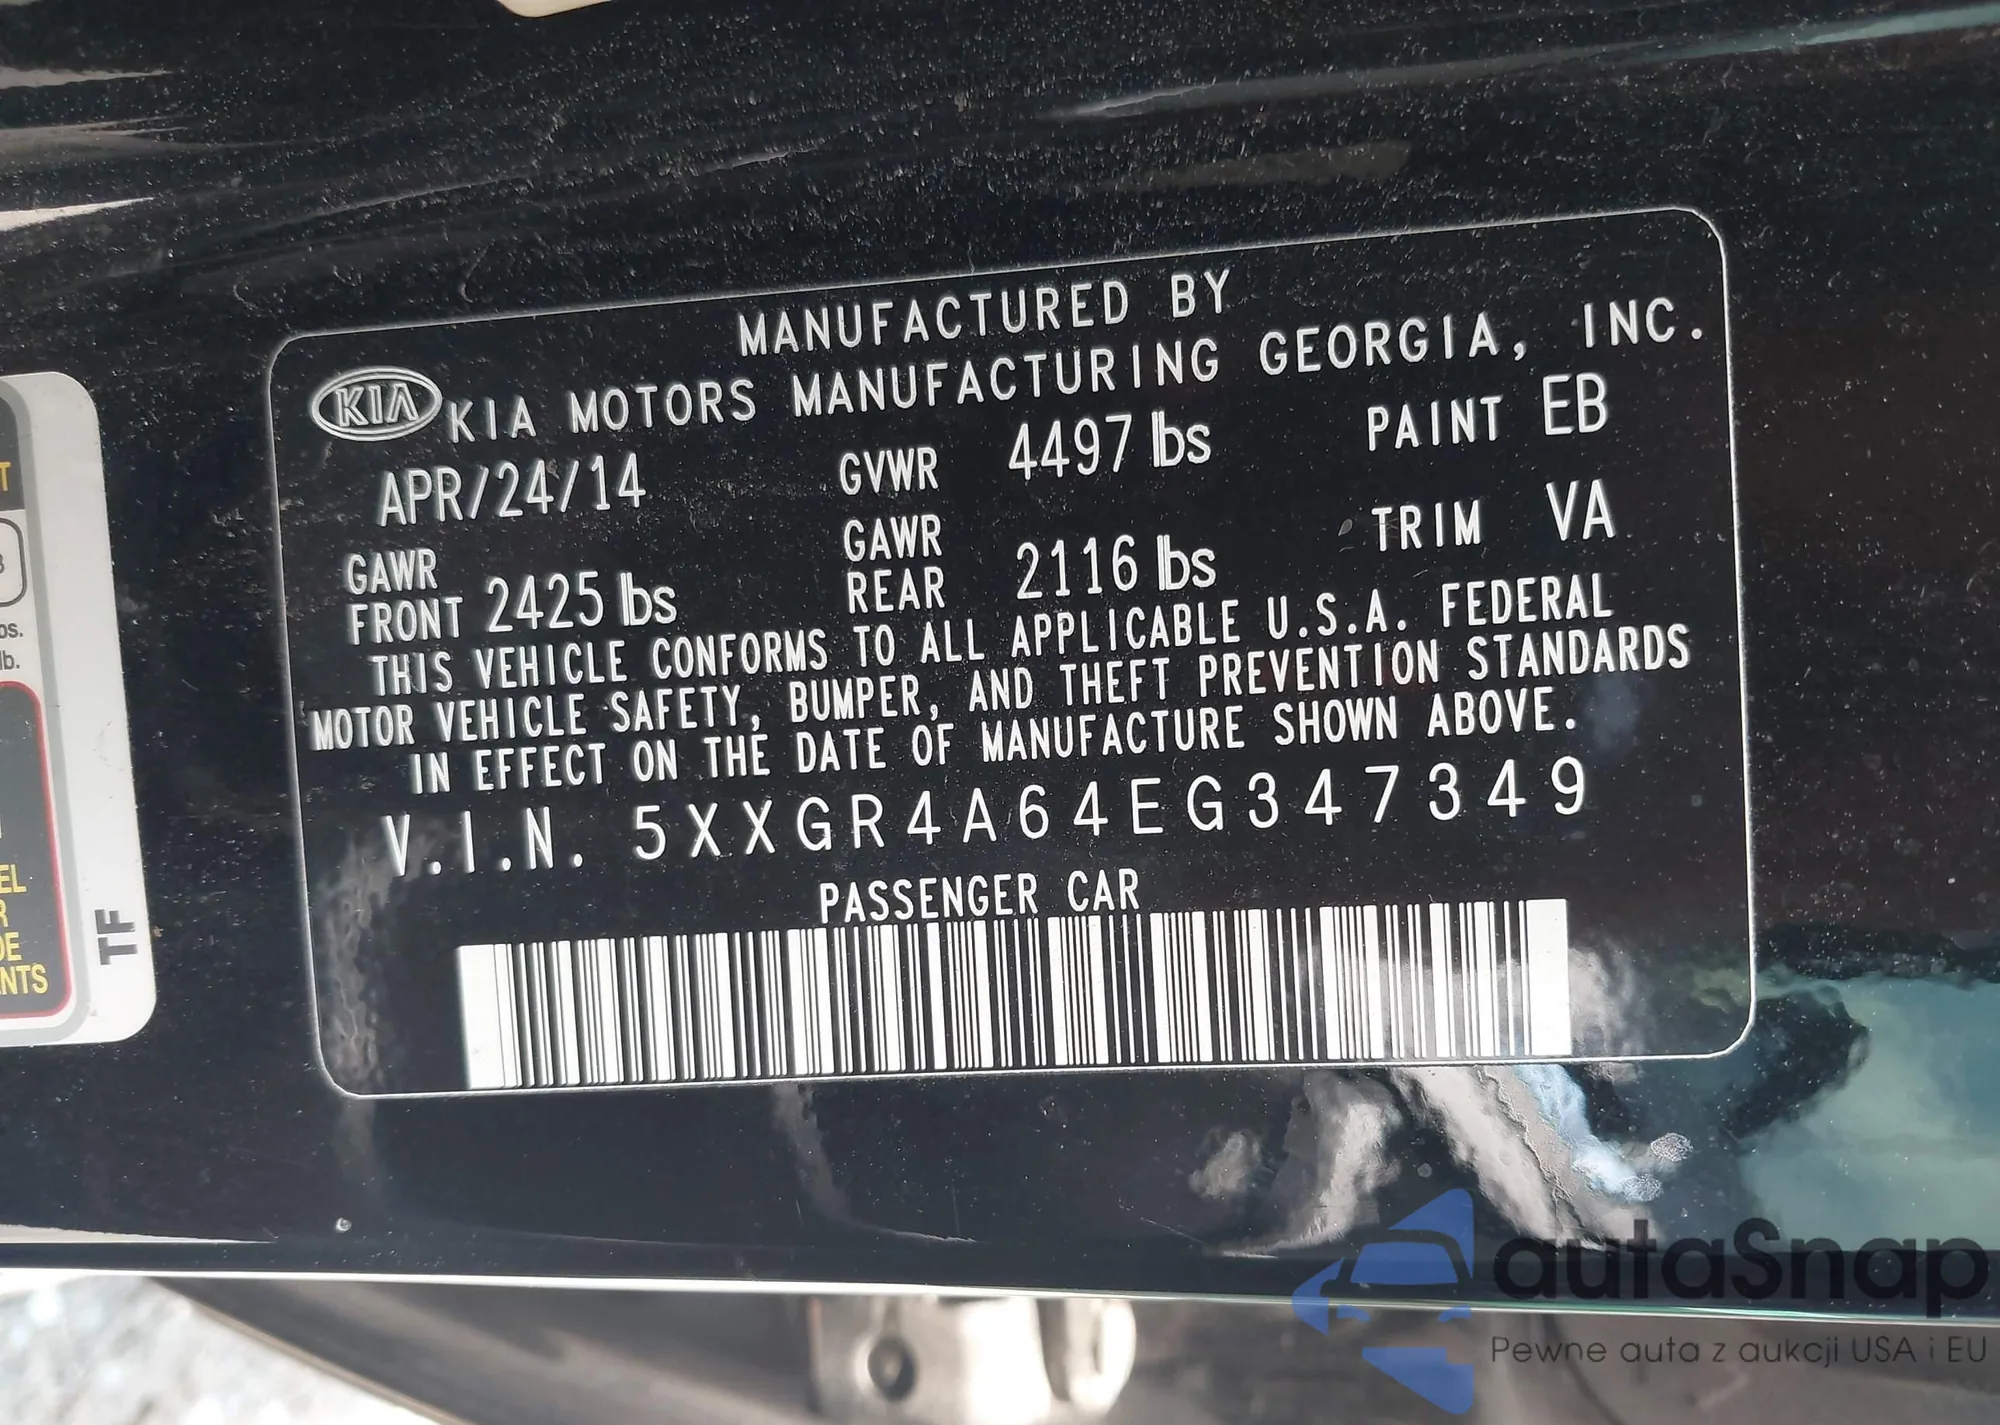 MANUFACTURED BY
KIA KIA MOTORS MANUFACTURING GEORGIA, INC.
APR/24/14 GVWR 4497 lbs PAINT EB
GAWR FRONT 2425 lbs GAWR REAR 2116 lbs TRIM VA
THIS VEHICLE CONFORMS TO ALL APPLICABLE U.S.A. FEDERAL
MOTOR VEHICLE SAFETY, BUMPER, AND THEFT PREVENTION STANDARDS
IN EFFECT ON THE DATE OF MANUFACTURE SHOWN ABOVE.
V.I.N. 5XXGR4A64EG347349
PASSENGER CAR
TF
autaSnap
Pewne auta z aukcji USA i EU